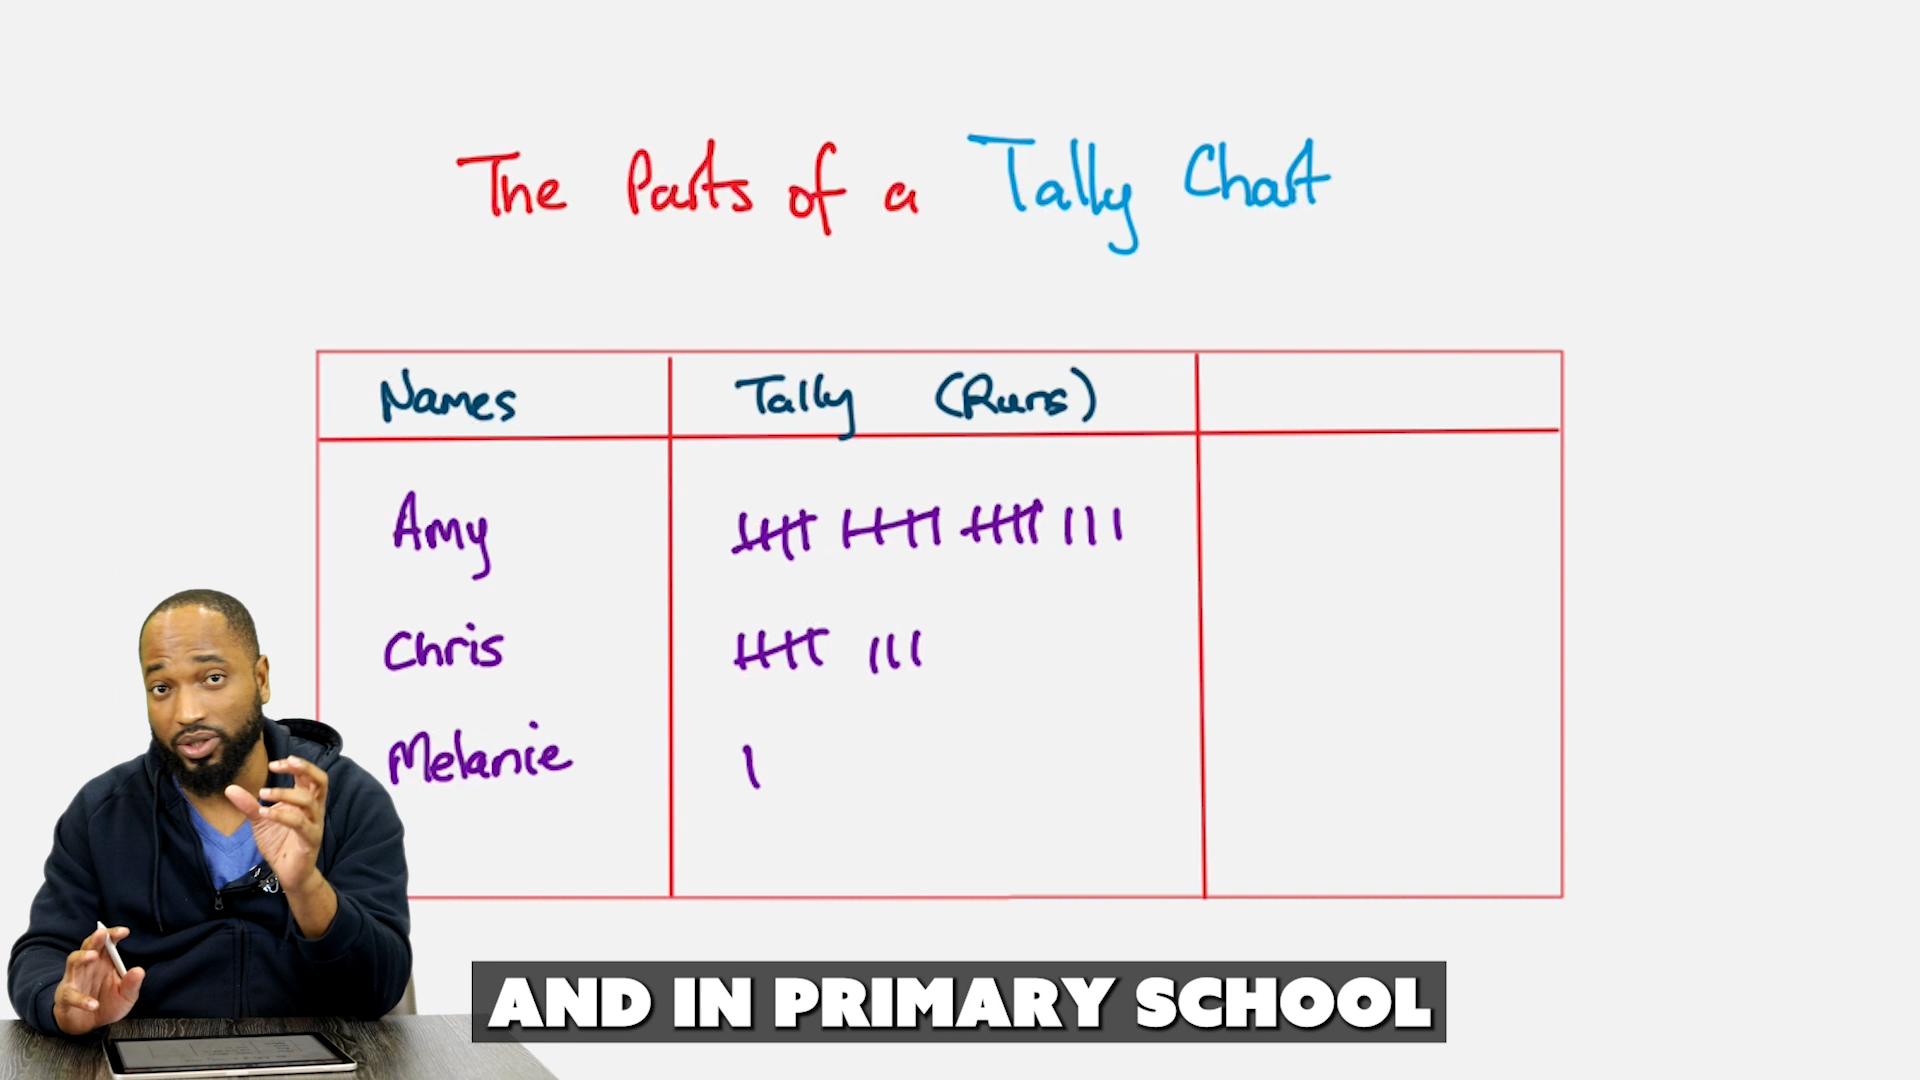 The Parts of a Tally Chart
Names Tally (Runs)
Amy
Chris
Melanie
AND IN PRIMARY SCHOOL